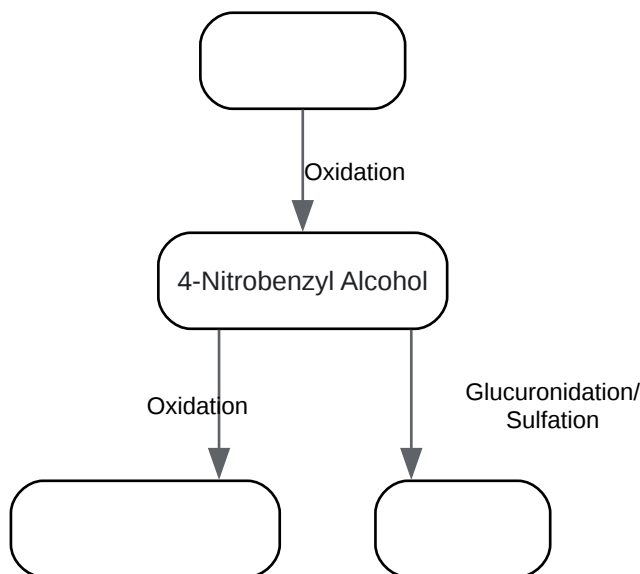 Oxidation
4-Nitrobenzyl Alcohol
Oxidation
Glucuronidation/
Sulfation